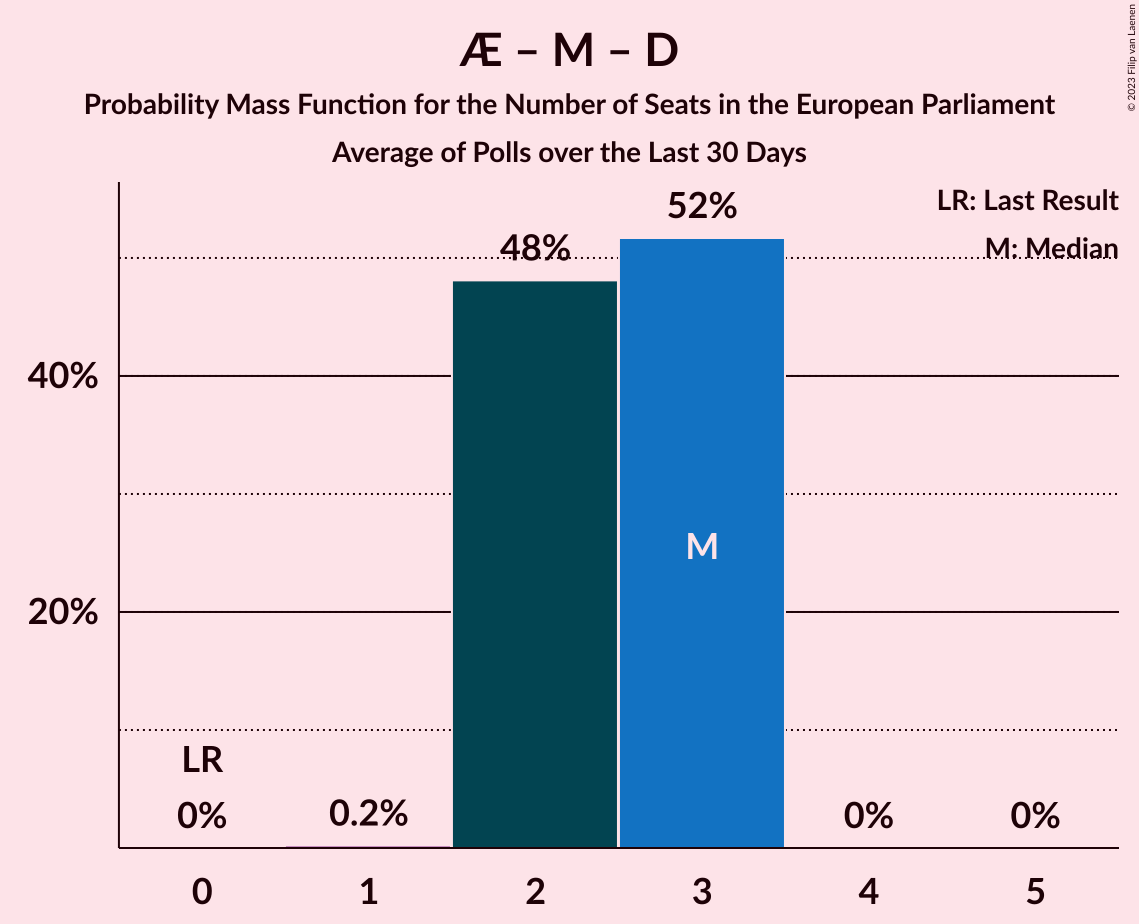 Æ – M – D
Probability Mass Function for the Number of Seats in the European Parliament
Average of Polls over the Last 30 Days
© 2023 Filip van Laenen
LR: Last Result
M: Median
52%
48%
40%
20%
M
LR
0%
0.2%
0%
0%
0
1
2
3
4
5